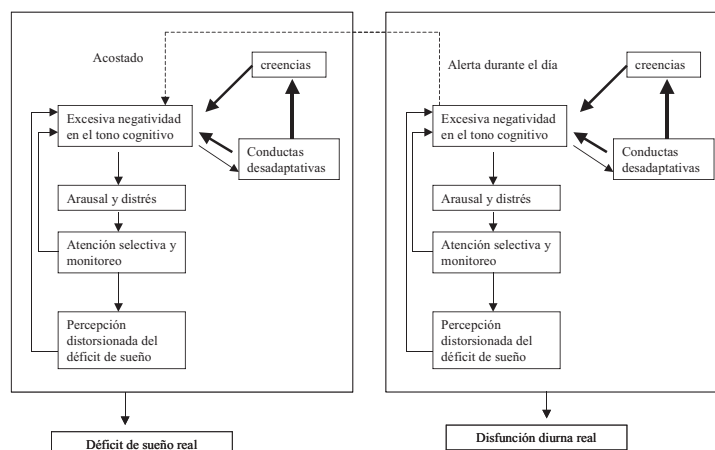 Acostado
creencias
Excesiva negatividad
en el tono cognitivo
Conductas
desadaptativas
Arausal y distrés
Atención selectiva y
monitoreo
Percepción
distorsionada del
déficit de sueño
Déficit de sueño real
Alerta durante el día
creencias
Excesiva negatividad
en el tono cognitivo
Conductas
desadaptativas
Arausal y distrés
Atención selectiva y
monitoreo
Percepción
distorsionada del
déficit de sueño
Disfunción diurna real